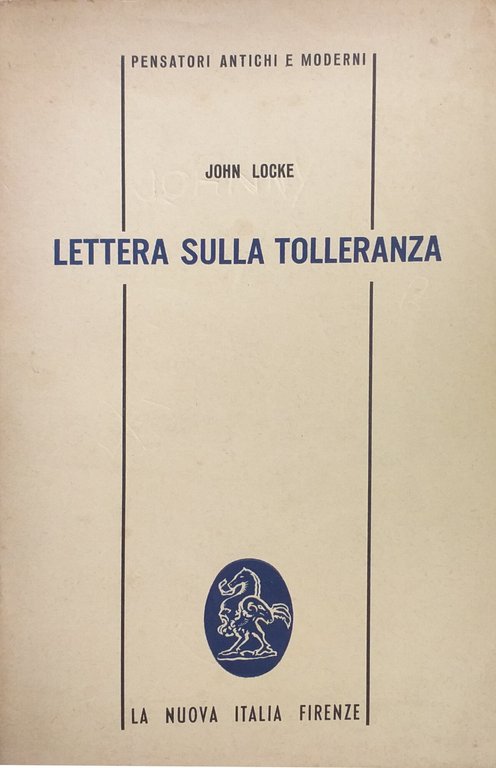 PENSATORI ANTICHI E MODERNI
JOHN LOCKE
LETTERA SULLA TOLLERANZA
LA NUOVA ITALIA FIRENZE